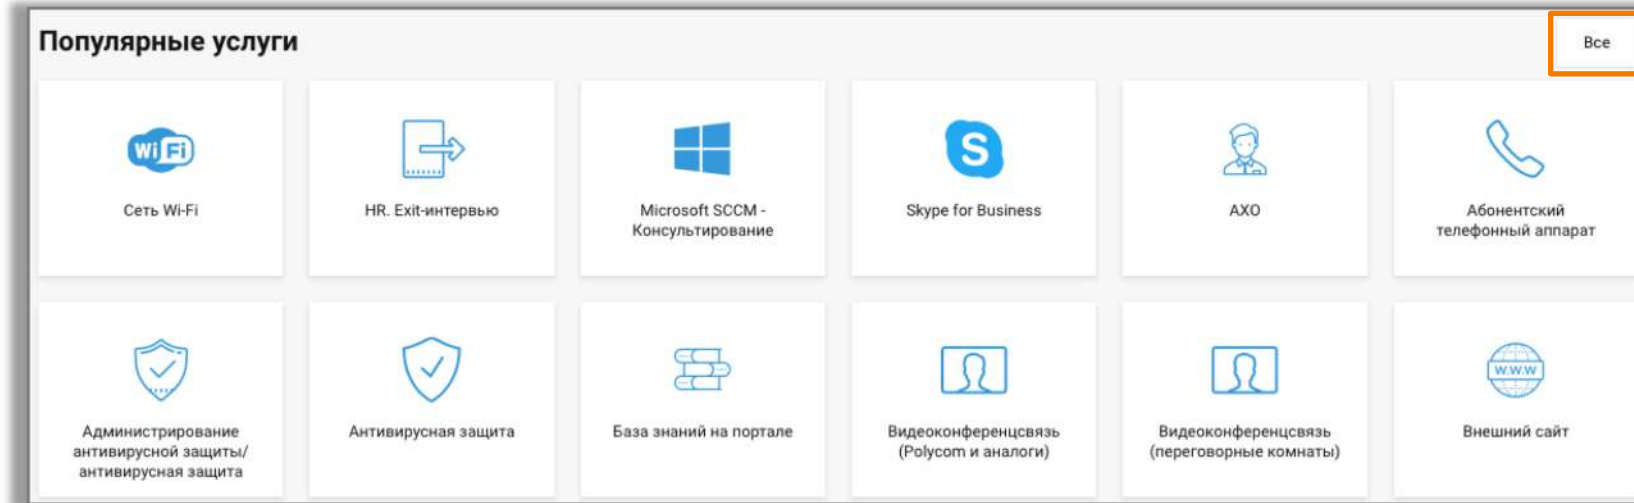 Популярные услуги
Все
Wi Fi
S
Сеть Wi-Fi
HR. Exit-интервью
Microsoft SCCM -
Консультирование
Skype for Business
АХО
Абонентский
телефонный аппарат
W.W.W
Администрирование
антивирусной защиты/
антивирусная защита
Антивирусная защита
База знаний на портале
Видеоконференцсвязь
(Polycom и аналоги)
Видеоконференцсвязь
(переговорные комнаты)
Внешний сайт